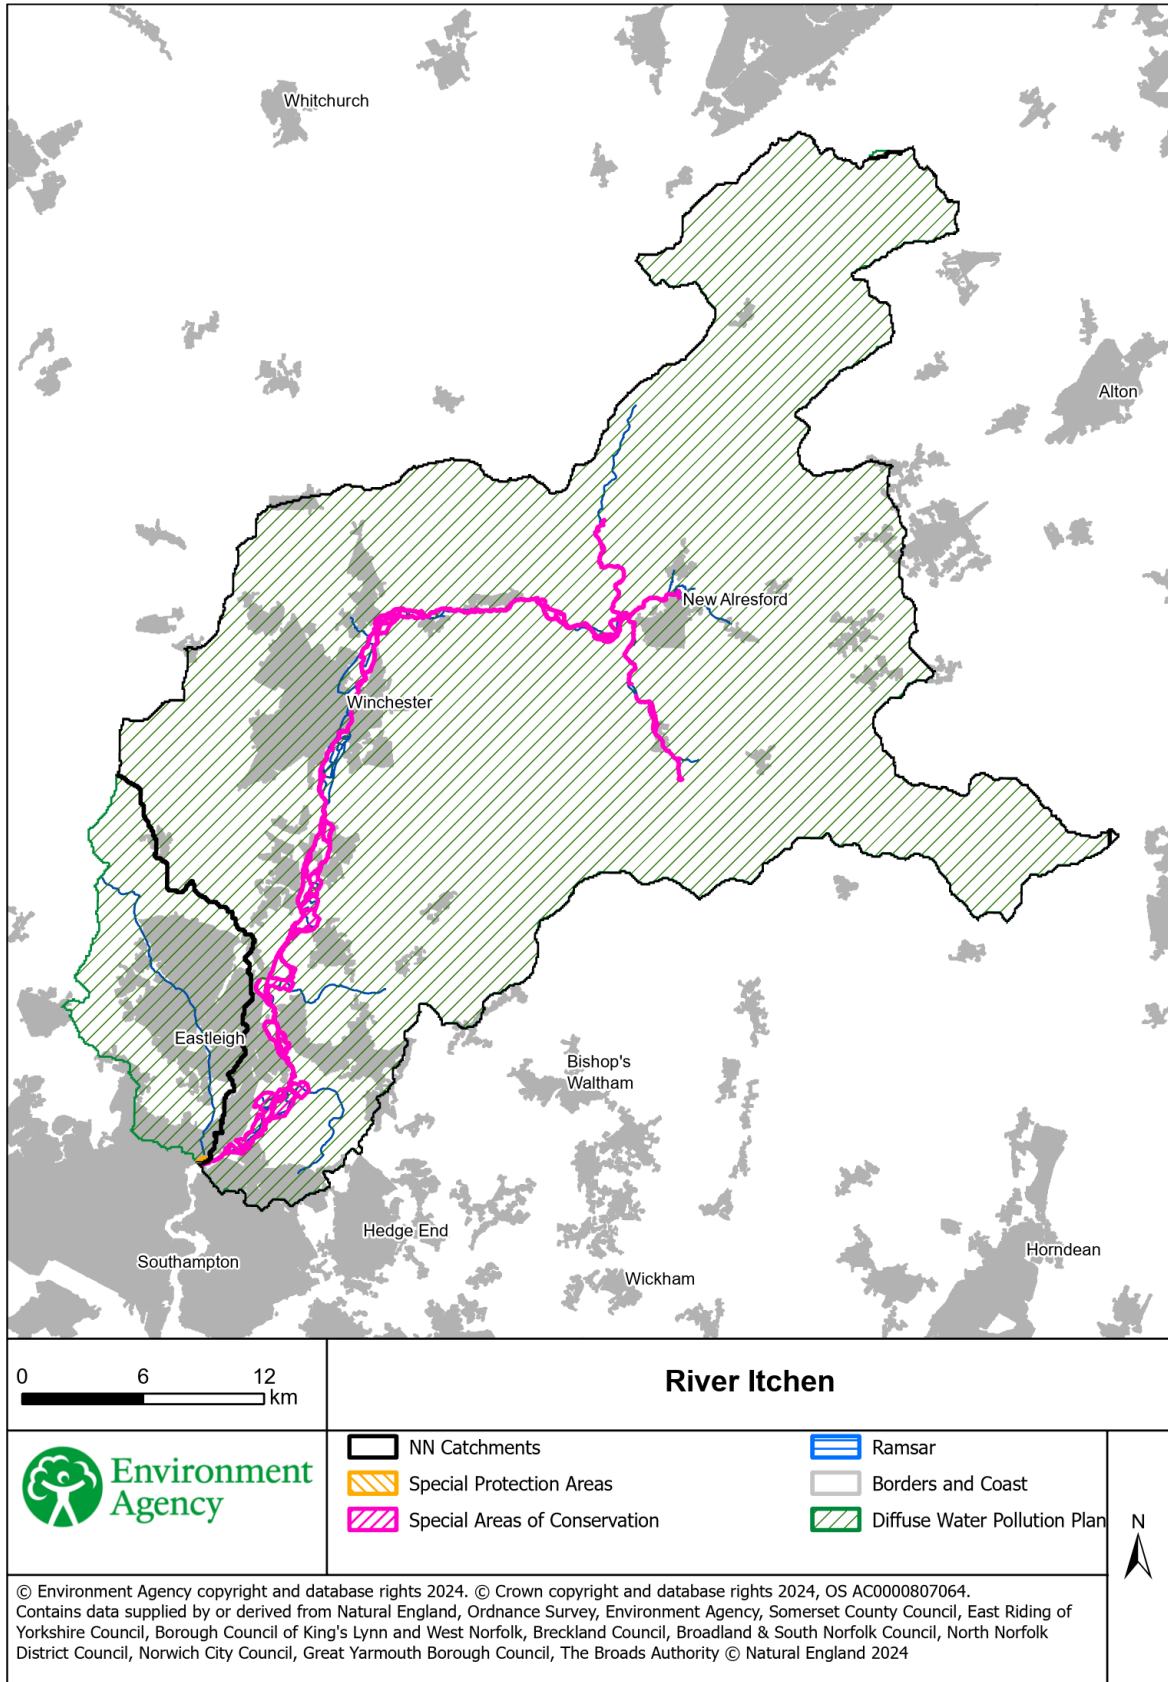 Whitchurch
Alton
New Alresford
Winchester
Eastleigh
Bishop's
Waltham
Hedge End
Southampton
Horndean
Wickham
0 6 12
km
River Itchen
Environment
Agency
NN Catchments
Special Protection Areas
Special Areas of Conservation
Ramsar
Borders and Coast
Diffuse Water Pollution Plan
N
© Environment Agency copyright and database rights 2024. © Crown copyright and database rights 2024, OS AC0000807064.
Contains data supplied by or derived from Natural England, Ordnance Survey, Environment Agency, Somerset County Council, East Riding of
Yorkshire Council, Borough Council of King's Lynn and West Norfolk, Breckland Council, Broadland & South Norfolk Council, North Norfolk
District Council, Norwich City Council, Great Yarmouth Borough Council, The Broads Authority © Natural England 2024